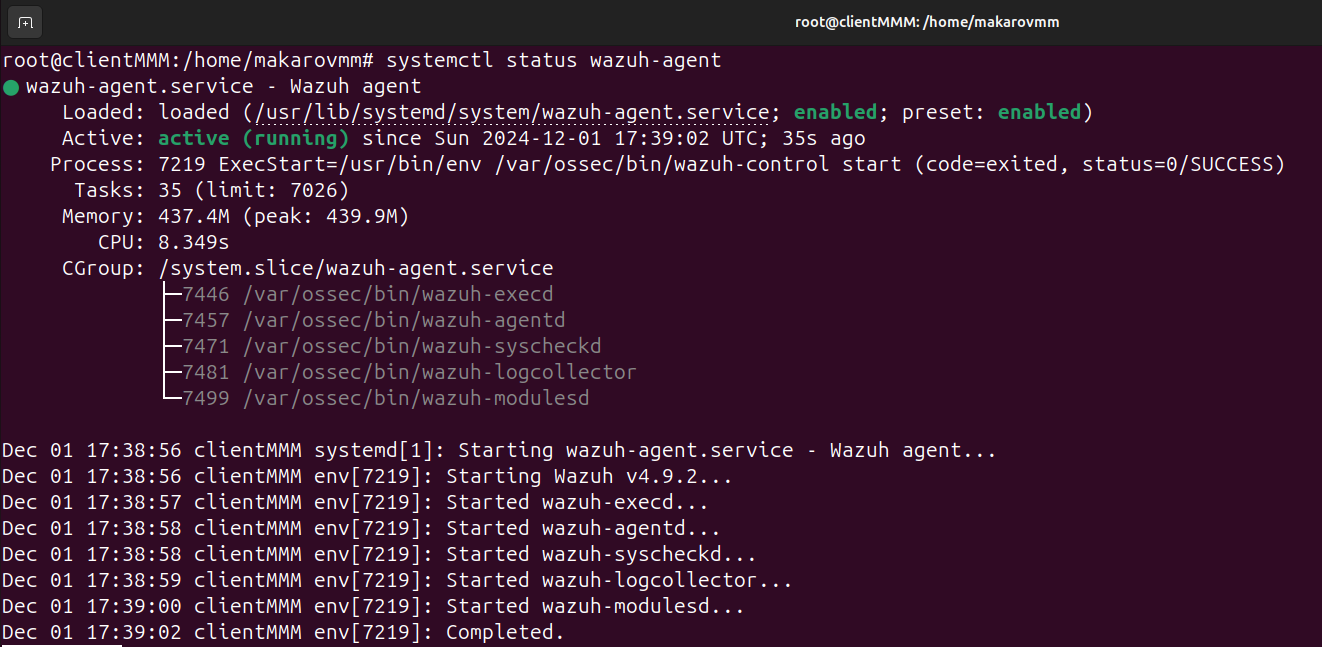 root@clientMMM: /home/makarovmm
root@clientMMM:/home/makarovmm# systemctl status wazuh-agent
● wazuh-agent.service - Wazuh agent
     Loaded: loaded (/usr/lib/systemd/system/wazuh-agent.service; enabled; preset: enabled)
     Active: active (running) since Sun 2024-12-01 17:39:02 UTC; 35s ago
    Process: 7219 ExecStart=/usr/bin/env /var/ossec/bin/wazuh-control start (code=exited, status=0/SUCCESS)
      Tasks: 35 (limit: 7026)
     Memory: 437.4M (peak: 439.9M)
        CPU: 8.349s
     CGroup: /system.slice/wazuh-agent.service
             ├─7446 /var/ossec/bin/wazuh-execd
             ├─7457 /var/ossec/bin/wazuh-agentd
             ├─7471 /var/ossec/bin/wazuh-syscheckd
             ├─7481 /var/ossec/bin/wazuh-logcollector
             └─7499 /var/ossec/bin/wazuh-modulesd
Dec 01 17:38:56 clientMMM systemd[1]: Starting wazuh-agent.service - Wazuh agent...
Dec 01 17:38:56 clientMMM env[7219]: Starting Wazuh v4.9.2...
Dec 01 17:38:57 clientMMM env[7219]: Started wazuh-execd...
Dec 01 17:38:58 clientMMM env[7219]: Started wazuh-agentd...
Dec 01 17:38:58 clientMMM env[7219]: Started wazuh-syscheckd...
Dec 01 17:38:59 clientMMM env[7219]: Started wazuh-logcollector...
Dec 01 17:39:00 clientMMM env[7219]: Started wazuh-modulesd...
Dec 01 17:39:02 clientMMM env[7219]: Completed.